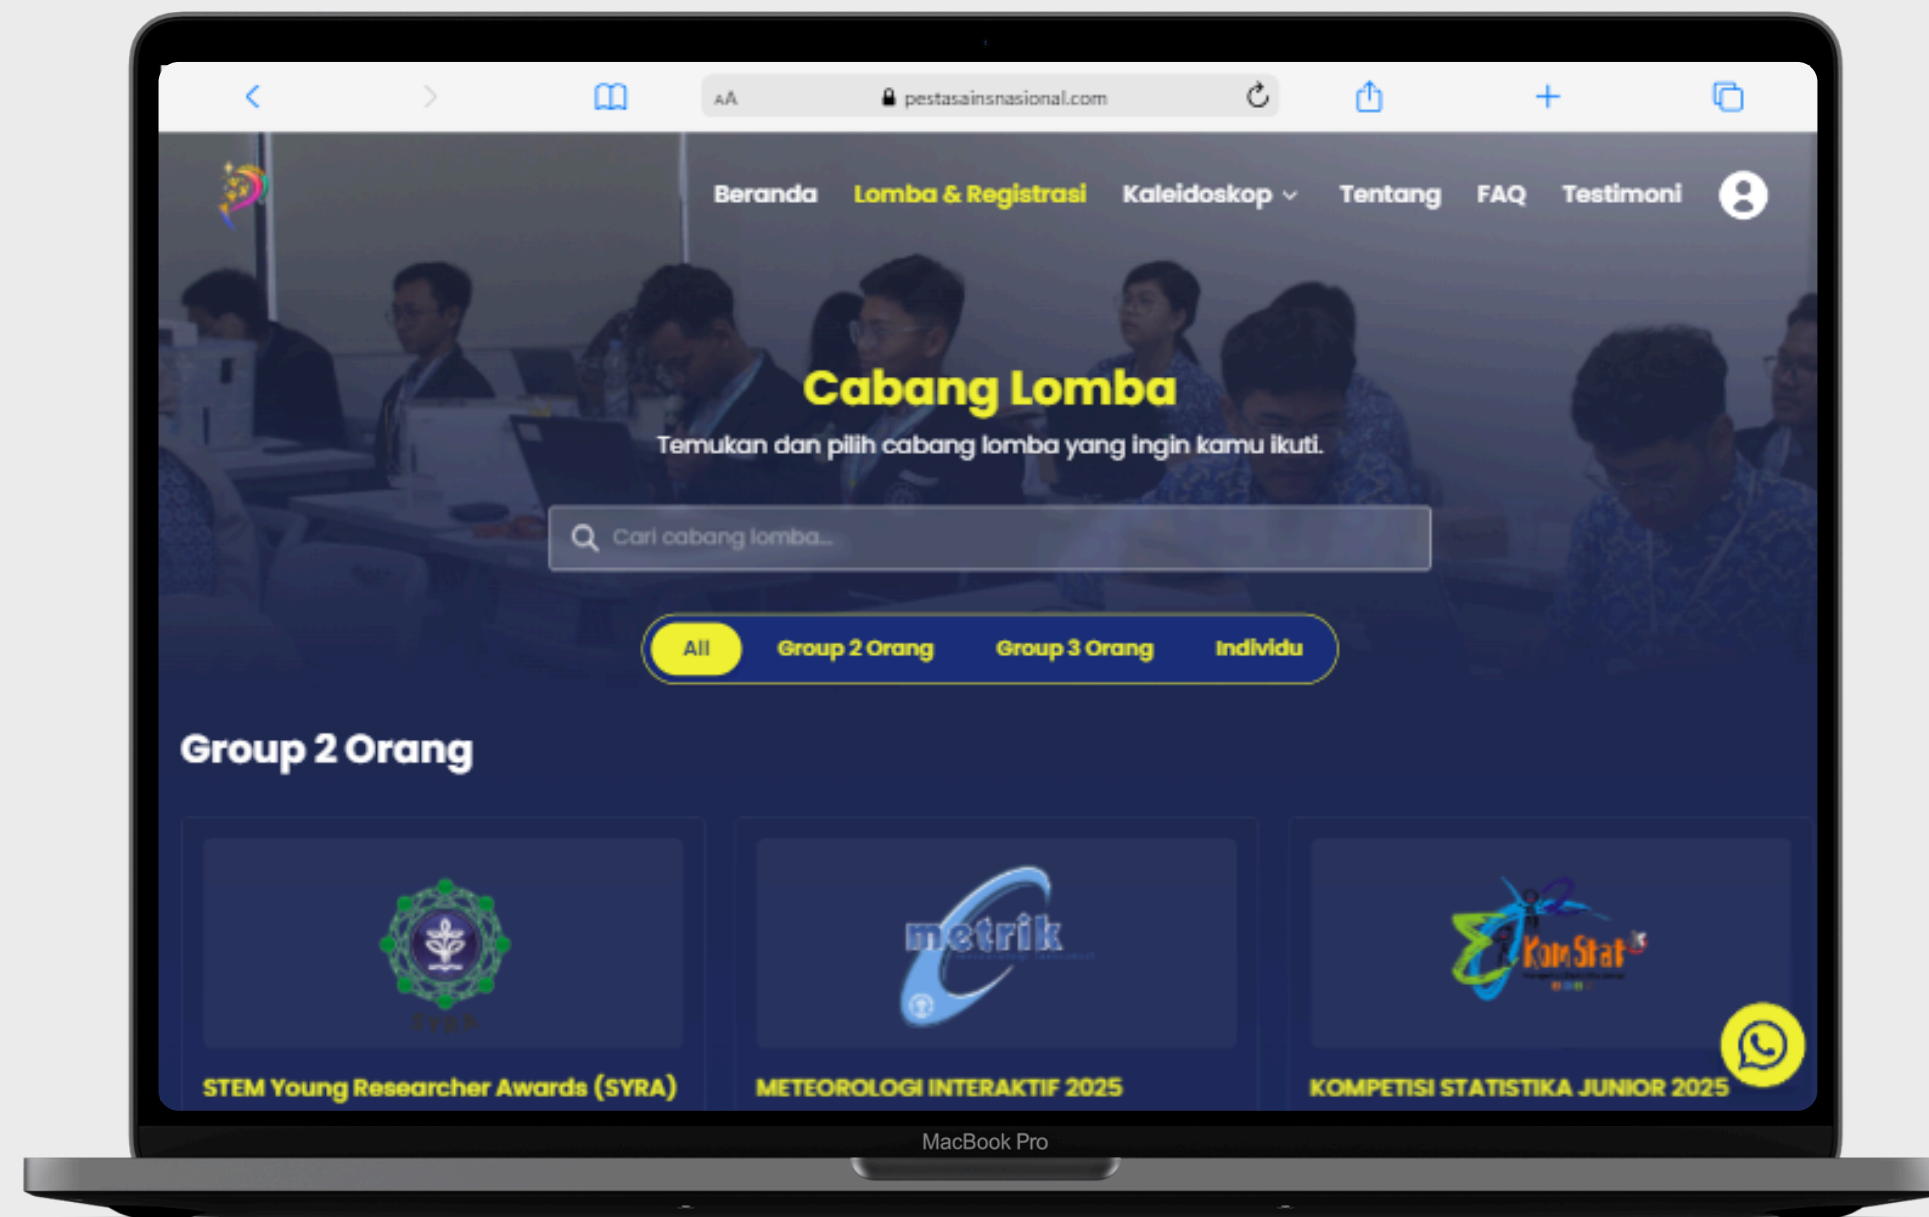 AA pestasainsnasional.com
Beranda Lomba & Registrasi Kaleidoskop Tentang FAQ Testimoni
Cabang Lomba
Temukan dan pilih cabang lomba yang ingin kamu ikuti.
Cari cabang lomba...
All Group 2 Orang Group 3 Orang Individu
Group 2 Orang
SYRA metrik KomStat
STEM Young Researcher Awards (SYRA) METEOROLOGI INTERAKTIF 2025 KOMPETISI STATISTIKA JUNIOR 2025
MacBook Pro